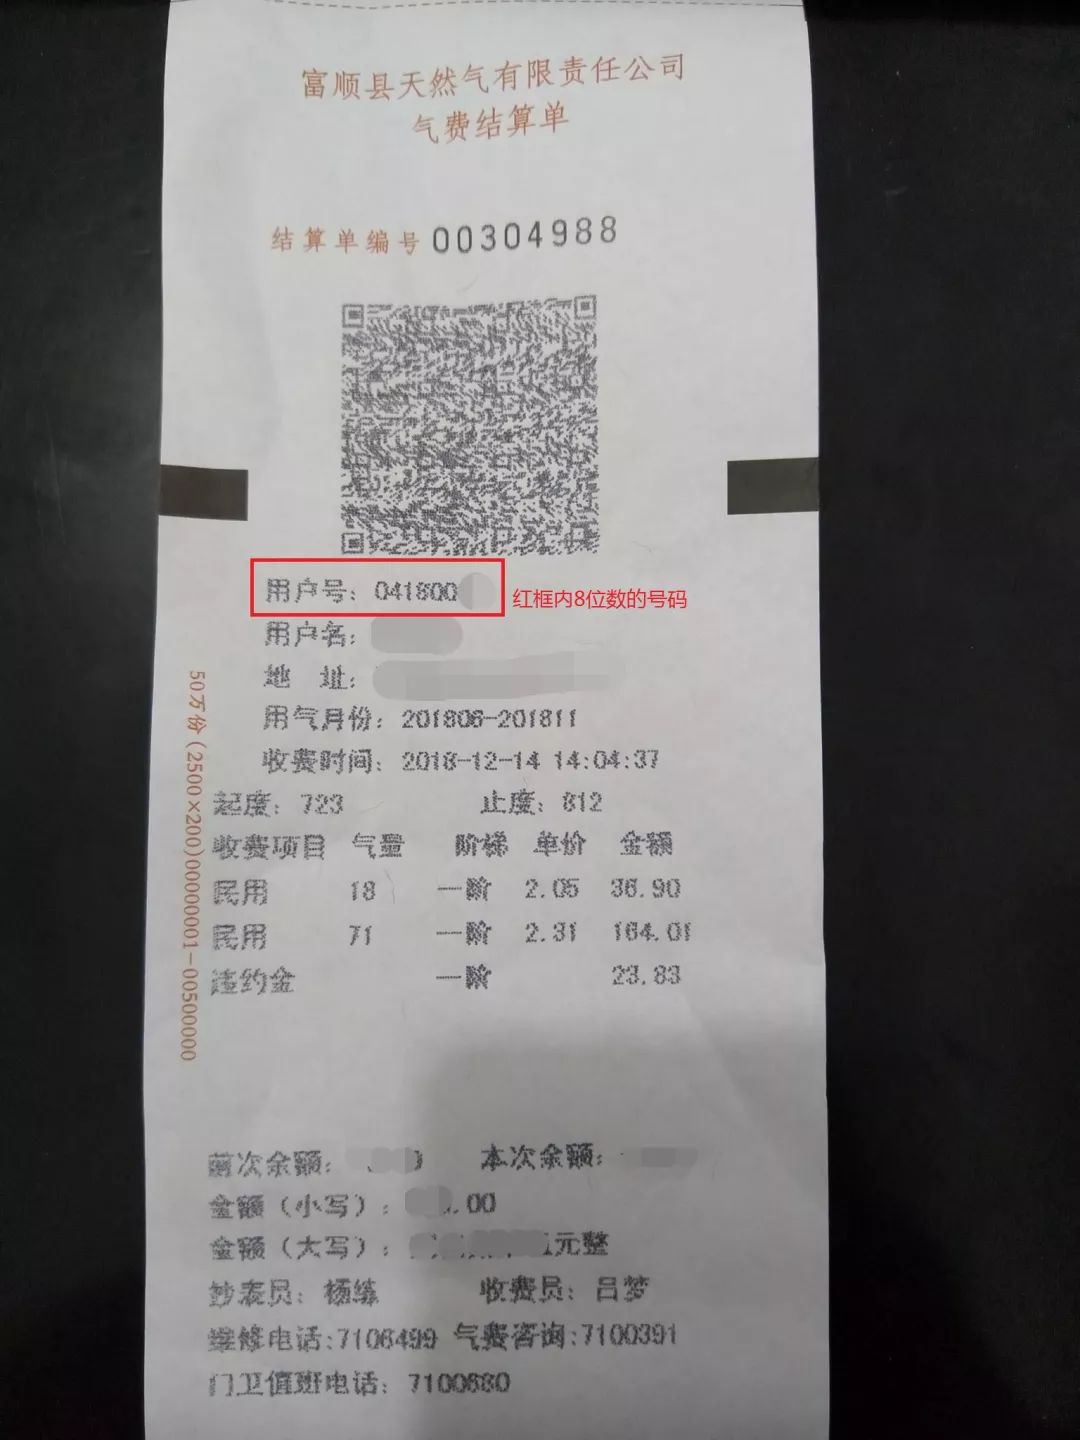 富顺县天然气有限责任公司
气费结算单
结算单编号 00304988
用户号: 041800
红框内8位数的号码
用户名:
地 址:
用气月份: 201806-201811
收费时间: 2018-12-14 14:04:37
起度: 723 止度: 812
收费项目 气量 阶梯 单价 金额
民用 18 一阶 2.05 36.90
民用 71 一阶 2.31 164.01
违约金 一阶 23.83
50万份(2500×200)00000001-00500000
前次余额: 本次余额:
金额(小写): .00
金额(大写): 元整
抄表员: 杨练 收费员: 吕梦
维修电话:7106499 气费咨询:7100391
门卫值班电话: 7100680